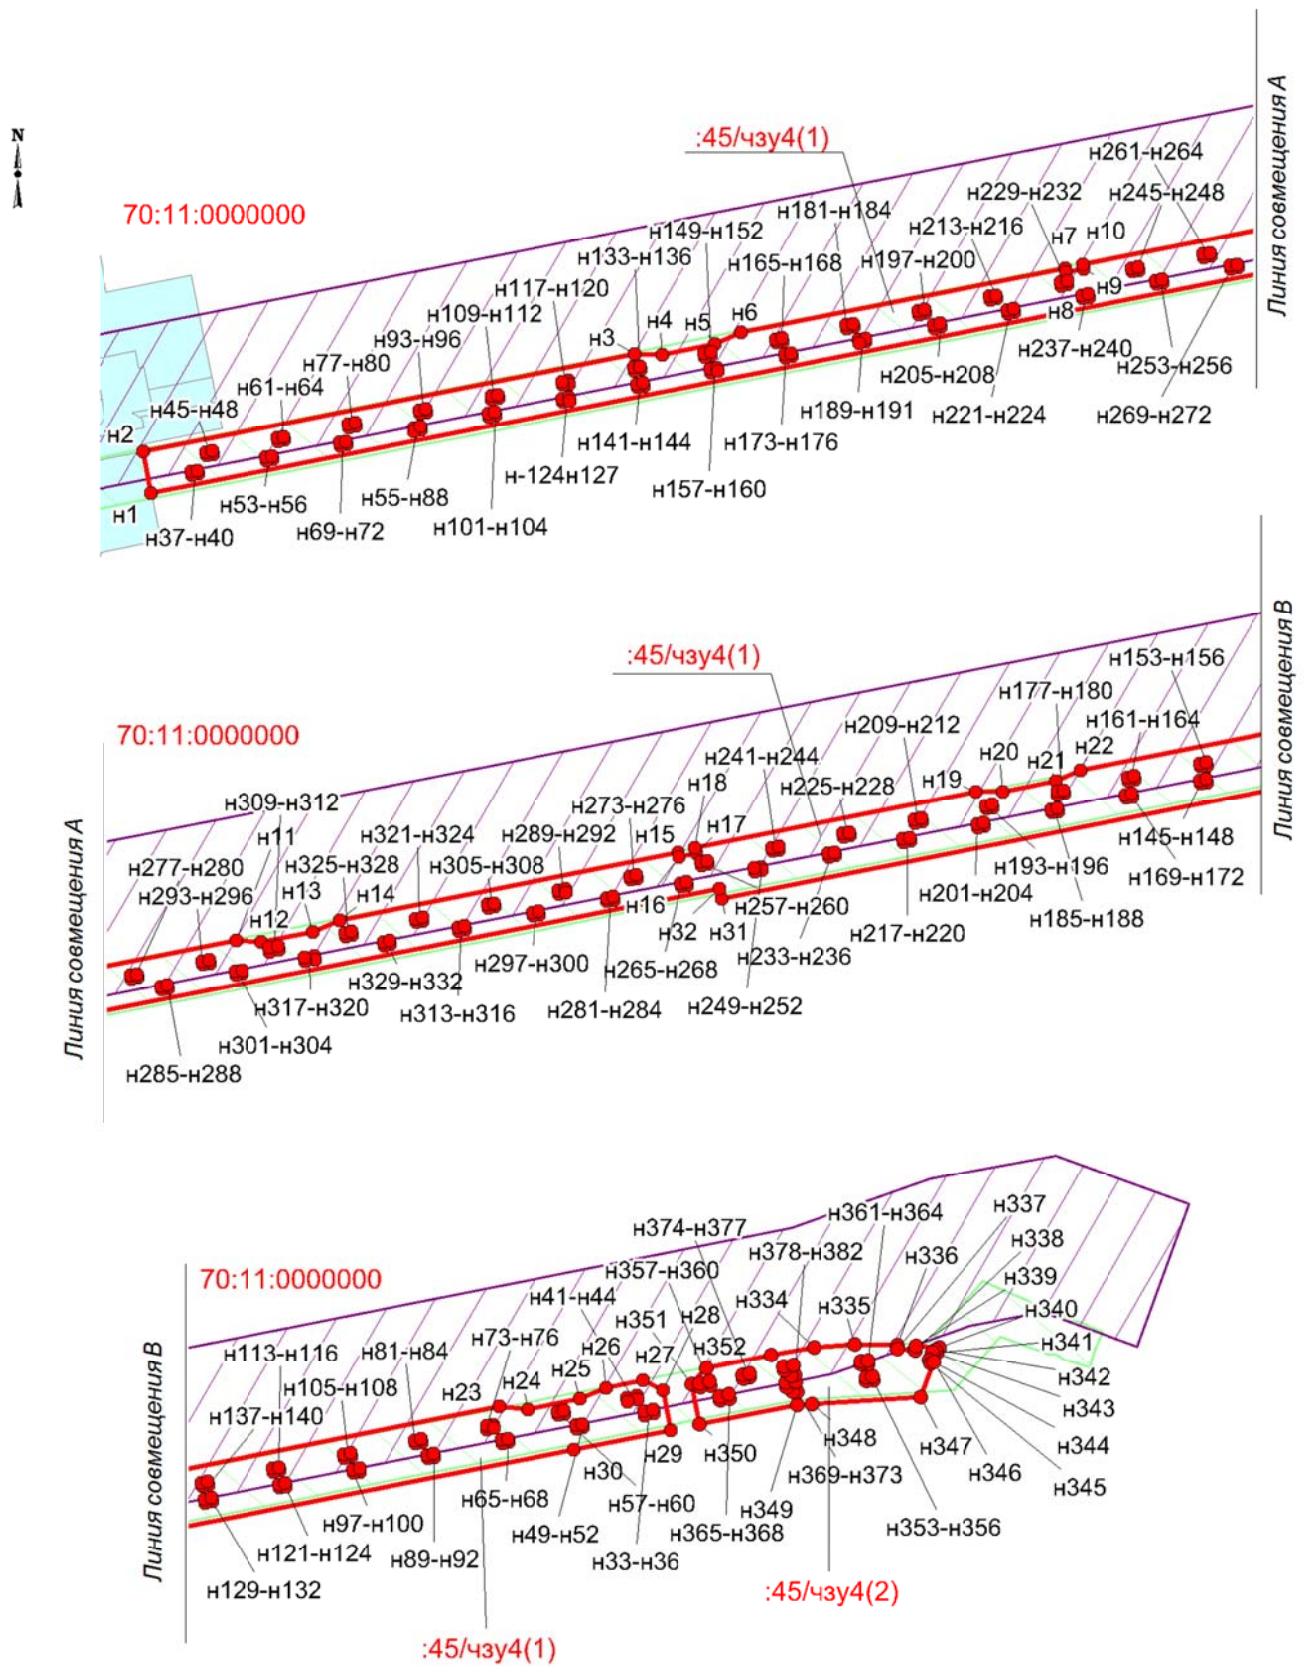 N
Линия совмещения А
:45/чзу4(1)
н261-н264
70:11:0000000
н229-н232
н245-н248
н181-н184
н149-н152
н213-н216
н7
н10
н133-н136
н165-н168
н197-н200
н117-н120
н109-н112
н3
н4
н5
н6
н9
н8
н93-н96
н77-н80
н61-н64
н45-н48
н2
н1
н37-н40
н53-н56
н69-н72
н55-н88
н101-н104
н-124н127
н141-н144
н157-н160
н173-н176
н189-н191
н205-н208
н221-н224
н237-н240
н253-н256
н269-н272
Линия совмещения В
:45/чзу4(1)
70:11:0000000
н153-н156
н177-н180
н161-н164
н209-н212
н241-н244
н225-н228
н19
н20
н21
н22
н18
н17
н15
н273-н276
н289-н292
н305-н308
н321-н324
н309-н312
н11
н325-н328
н277-н280
н293-н296
н13
н14
н12
Линия совмещения А
н16
н32
н31
н257-н260
н233-н236
н217-н220
н201-н204
н193-н196
н185-н188
н145-н148
н169-н172
н249-н252
н265-н268
н281-н284
н297-н300
н313-н316
н329-н332
н317-н320
н301-н304
н285-н288
70:11:0000000
Линия совмещения В
н361-н364
н337
н374-н377
н378-н382
н336
н338
н357-н360
н339
н41-н44
н351
н28
н334
н335
н340
н73-н76
н26
н352
н341
н113-н116
н81-н84
н25
н27
н342
н105-н108
н23
н24
н343
н137-н140
н344
н345
н346
н347
н348
н350
н29
н30
н369-н373
н349
н65-н68
н57-н60
н49-н52
н365-н368
н353-н356
н33-н36
н97-н100
н121-н124
н89-н92
н129-н132
:45/чзу4(2)
:45/чзу4(1)